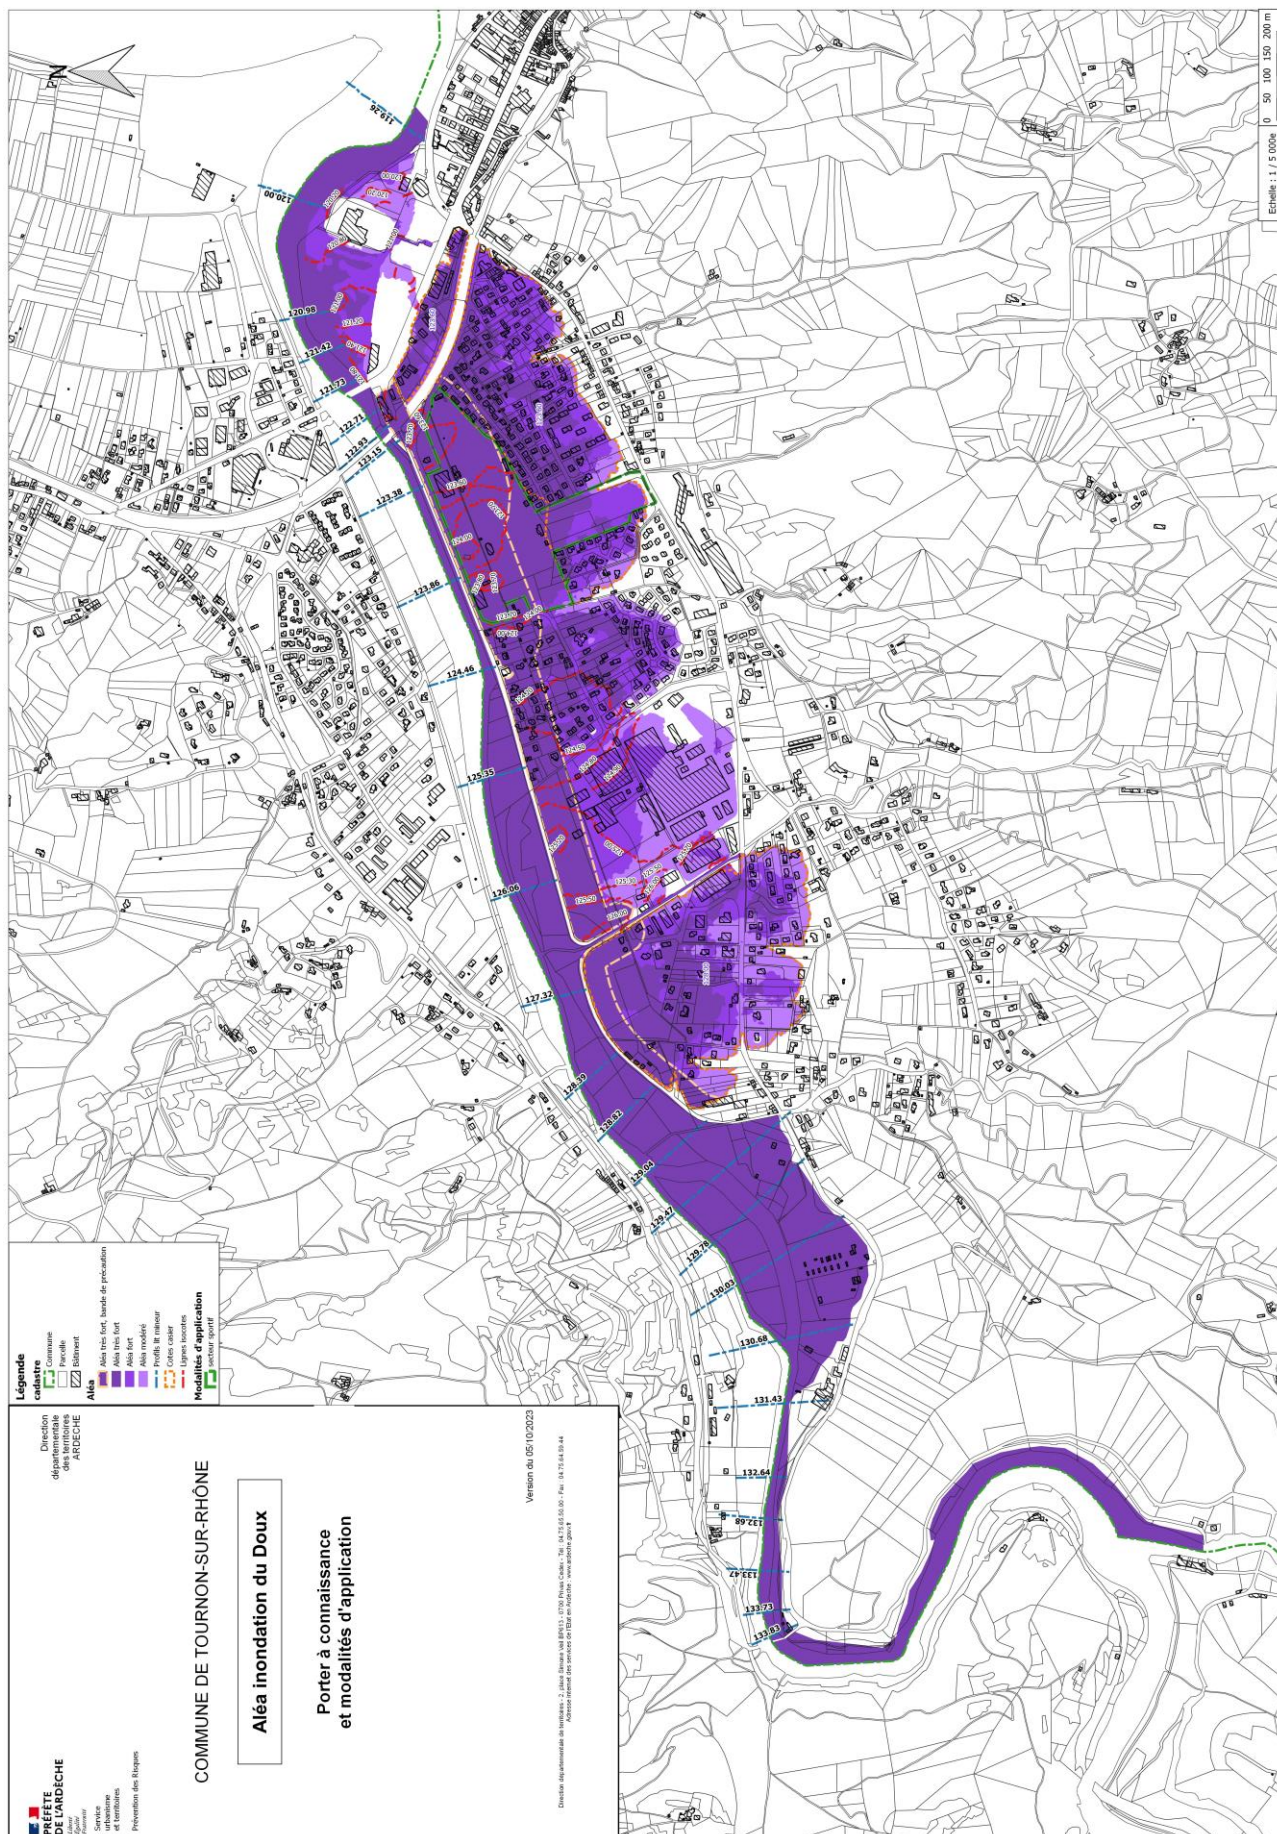 PRÉFÈTE
DE L'ARDÈCHE
Liberté
Égalité
Fraternité
Service
urbanisme
et territoires
Prévention des Risques
Direction
départementale
des territoires
ARDECHE
COMMUNE DE TOURNON-SUR-RHÔNE
Aléa inondation du Doux
Porter à connaissance
et modalités d'application
Version du 05/10/2023
Légende
cadastre
Commune
Parcelle
Bâtiment
Aléa
Aléa très fort, bande de précaution
Aléa très fort
Aléa fort
Aléa modéré
Profils lit mineur
Cotes casier
Lignes isocotes
Modalités d'application
secteur sportif
N
133.83
133.73
133.47
132.68
132.64
131.43
130.68
130.03
129.78
129.47
129.04
128.82
128.39
127.32
126.06
125.35
124.46
123.86
123.38
123.15
122.93
122.71
121.73
121.42
120.98
120.00
119.26
Echelle : 1 / 5 000e
0 50 100 150 200 m